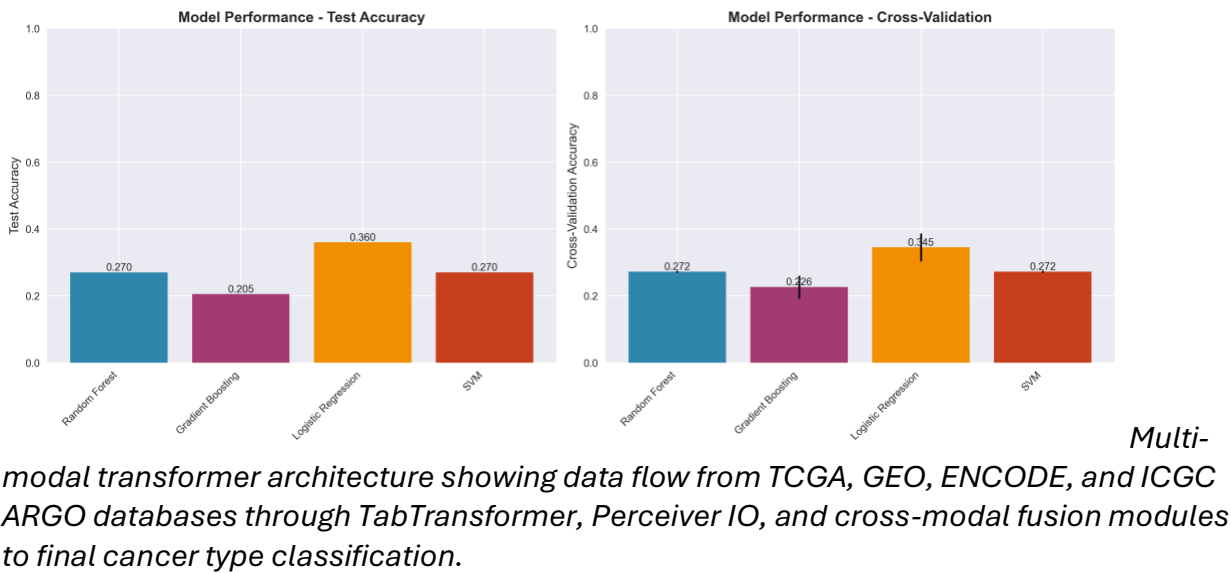 Model Performance - Test Accuracy
1.0
0.8
0.6
0.4
0.2
0.0
Test Accuracy
0.270
0.205
0.360
0.270
Random Forest
Gradient Boosting
Logistic Regression
SVM
Model Performance - Cross-Validation
1.0
0.8
0.6
0.4
0.2
0.0
Cross-Validation Accuracy
0.272
0.226
0.345
0.272
Random Forest
Gradient Boosting
Logistic Regression
SVM
Multi-
modal transformer architecture showing data flow from TCGA, GEO, ENCODE, and ICGC
ARGO databases through TabTransformer, Perceiver IO, and cross-modal fusion modules
to final cancer type classification.